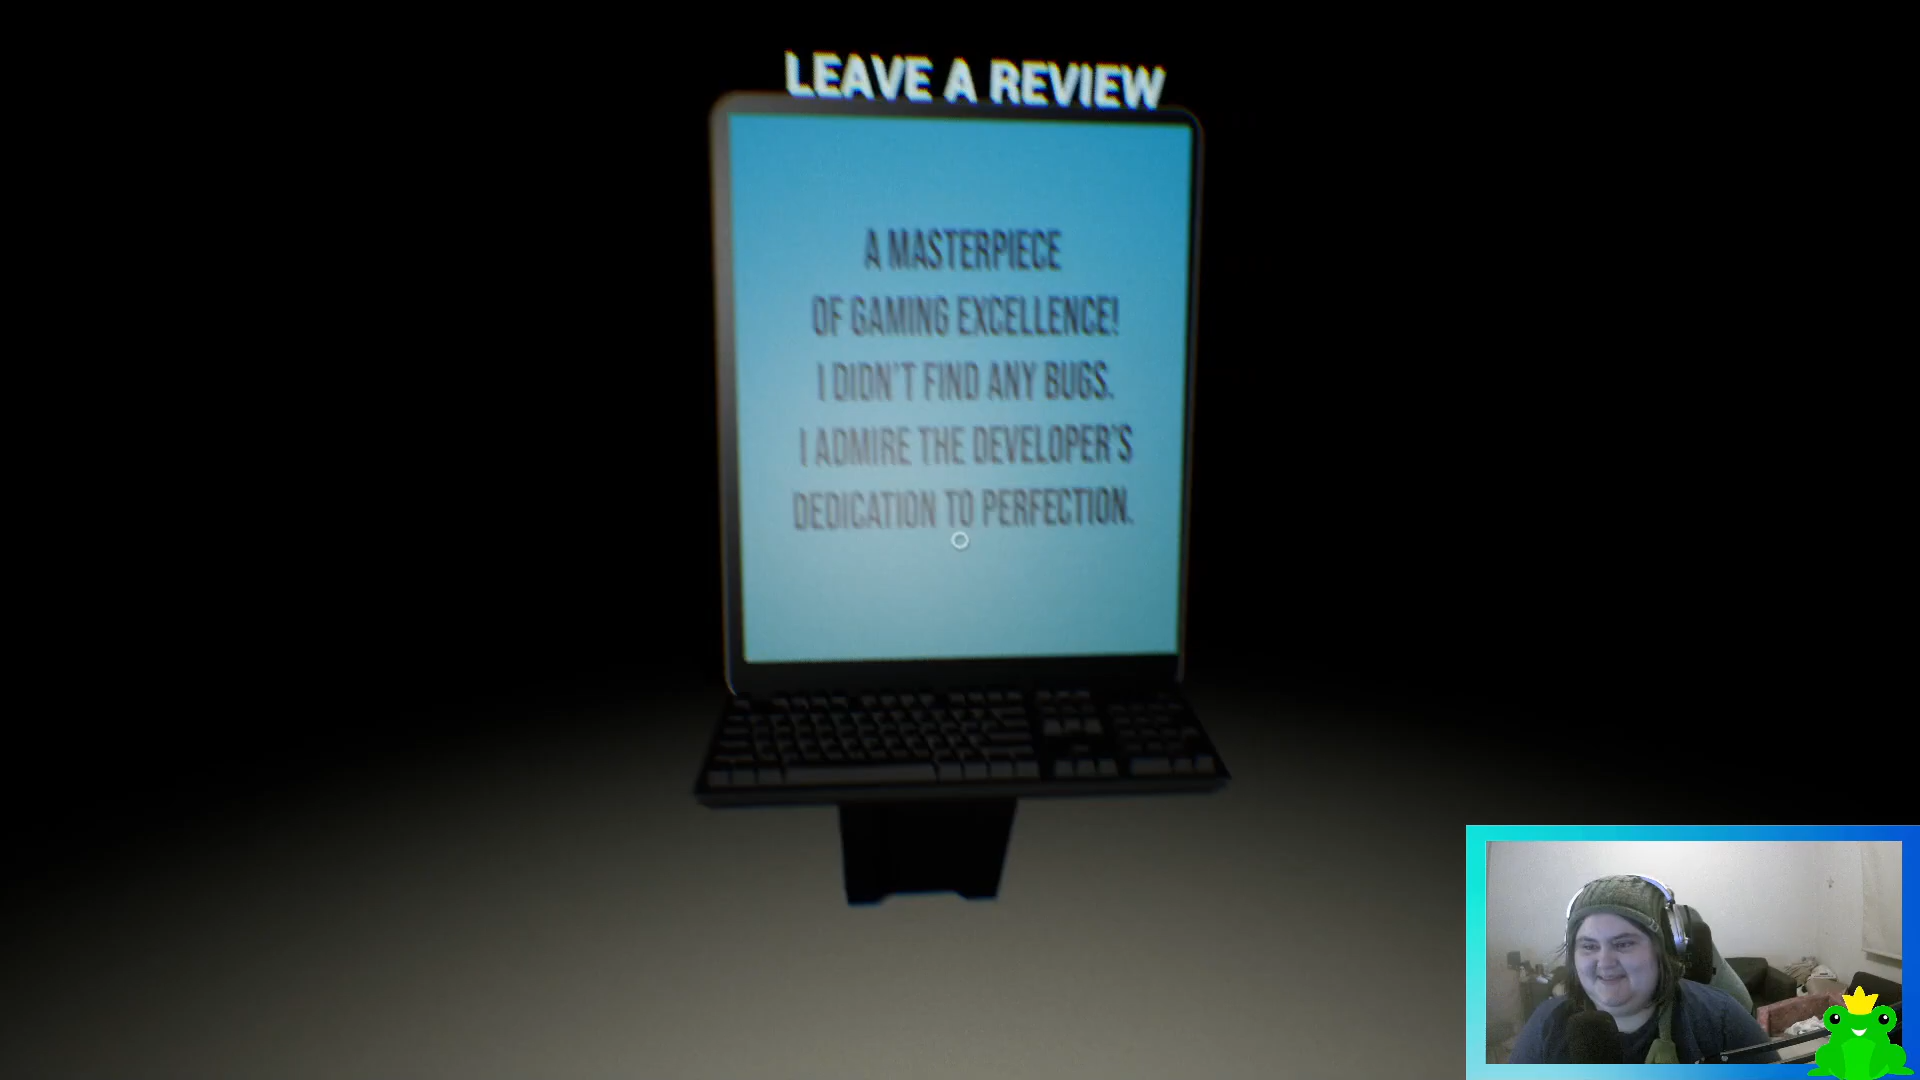 LEAVE A REVIEW
A MASTERPIECE
OF GAMING EXCELLENCE!
I DIDN'T FIND ANY BUGS.
I ADMIRE THE DEVELOPER'S
DEDICATION TO PERFECTION.